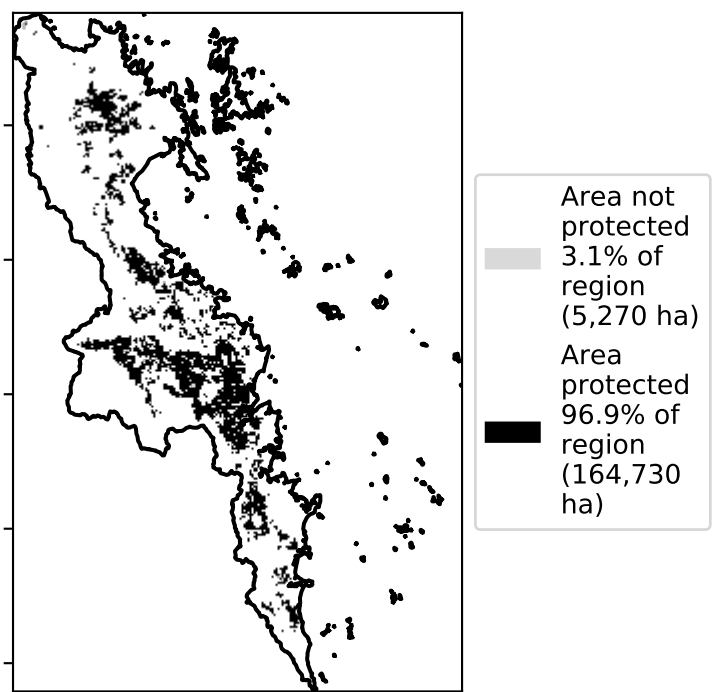 Area not
protected
3.1% of
region
(5,270 ha)
Area
protected
96.9% of
region
(164,730
ha)